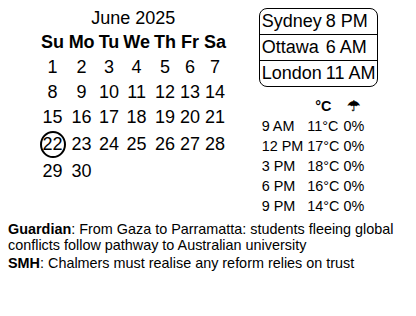 June 2025
Su Mo Tu We Th Fr Sa
1 2 3 4 5 6 7
8 9 10 11 12 13 14
15 16 17 18 19 20 21
22 23 24 25 26 27 28
29 30
Sydney 8 PM
Ottawa 6 AM
London 11 AM
°C ☂
9 AM 11°C 0%
12 PM 17°C 0%
3 PM 18°C 0%
6 PM 16°C 0%
9 PM 14°C 0%
Guardian: From Gaza to Parramatta: students fleeing global
conflicts follow pathway to Australian university
SMH: Chalmers must realise any reform relies on trust